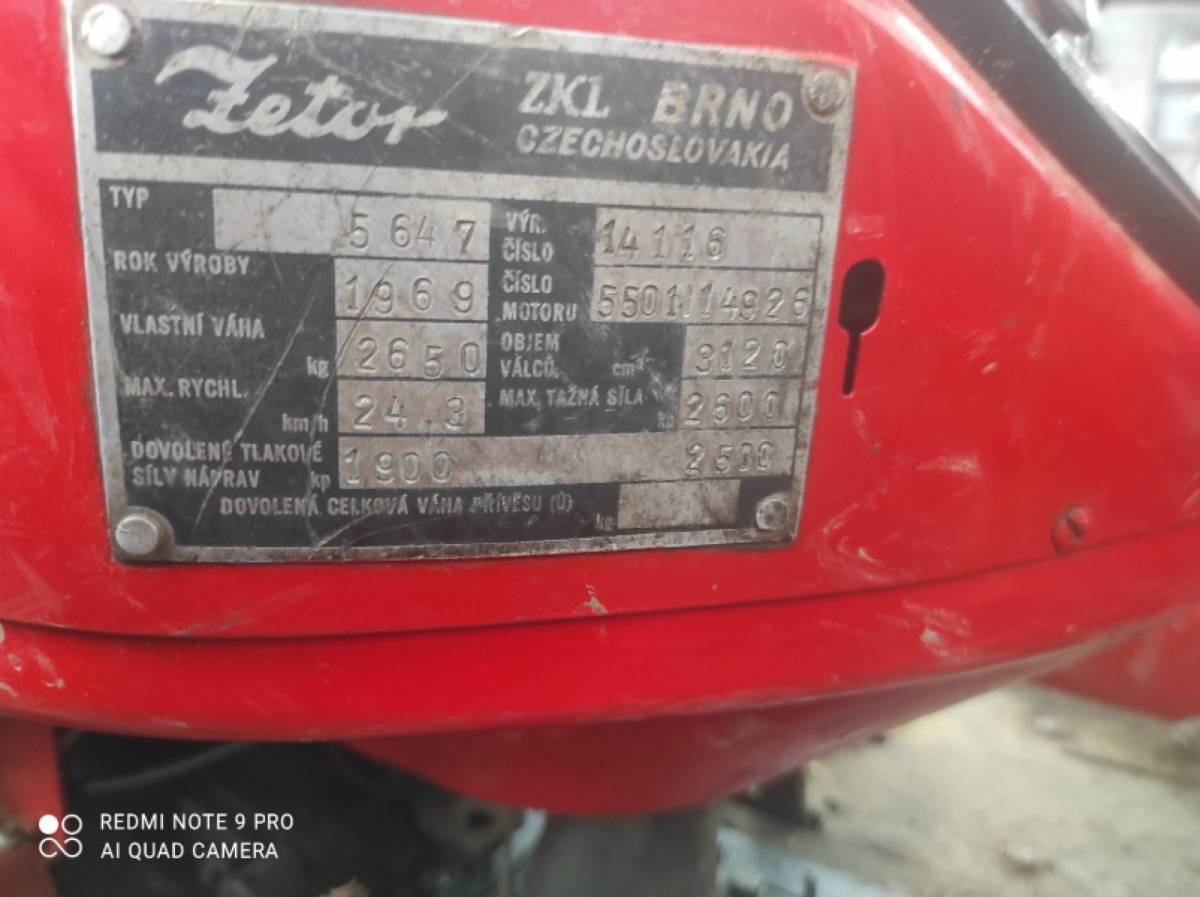 Zetor ZKL BRNO
CZECHOSLOVAKIA
TYP 5647
VÝR. ČÍSLO 14116
ROK VÝROBY 1969
ČÍSLO MOTORU 5501/14926
VLASTNÍ VÁHA kg 2650
OBJEM VÁLCŮ cm³ 3120
MAX. RYCHL. km/h 24.3
MAX. TAŽNÁ SÍLA kp 2600
DOVOLENÉ TLAKOVÉ
SÍLY NÁPRAV kp 1900 2500
DOVOLENÁ CELKOVÁ VÁHA PŘÍVĚSU (Ů) kg
REDMI NOTE 9 PRO
AI QUAD CAMERA